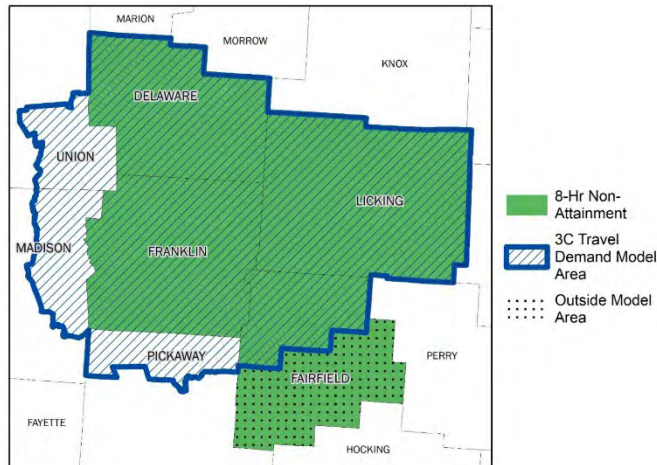 MARION
MORROW
KNOX
DELAWARE
UNION
LICKING
MADISON
FRANKLIN
PICKAWAY
FAIRFIELD
PERRY
FAYETTE
HOCKING
8-Hr Non-
Attainment
3C Travel
Demand Model
Area
Outside Model
Area